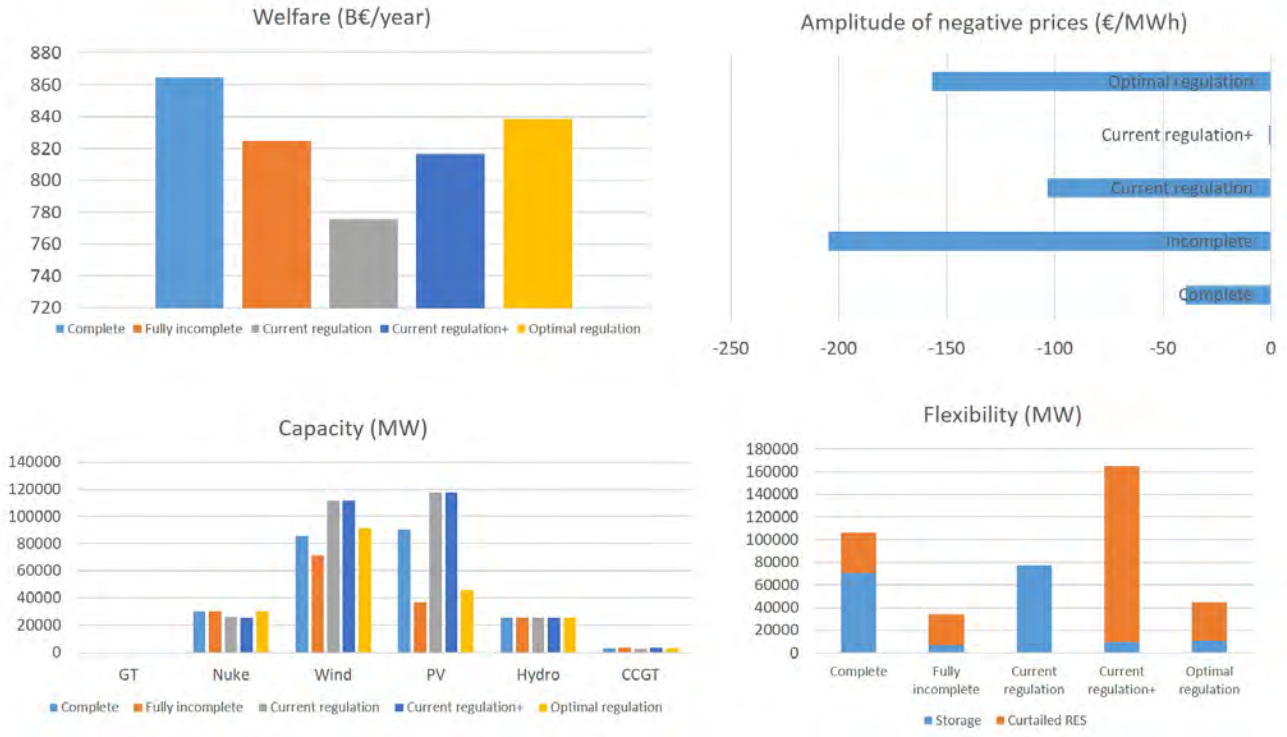 Welfare (B€/year)
880
860
840
820
800
780
760
740
720
Complete Fully incomplete Current regulation Current regulation+ Optimal regulation
Amplitude of negative prices (€/MWh)
Optimal regulation
Current regulation+
Current regulation
Incomplete
Complete
-250 -200 -150 -100 -50 0
Capacity (MW)
140000
120000
100000
80000
60000
40000
20000
0
GT Nuke Wind PV Hydro CCGT
Complete Fully incomplete Current regulation Current regulation+ Optimal regulation
Flexibility (MW)
180000
160000
140000
120000
100000
80000
60000
40000
20000
0
Complete Fully Current Current Optimal
incomplete regulation regulation+ regulation
Storage Curtailed RES